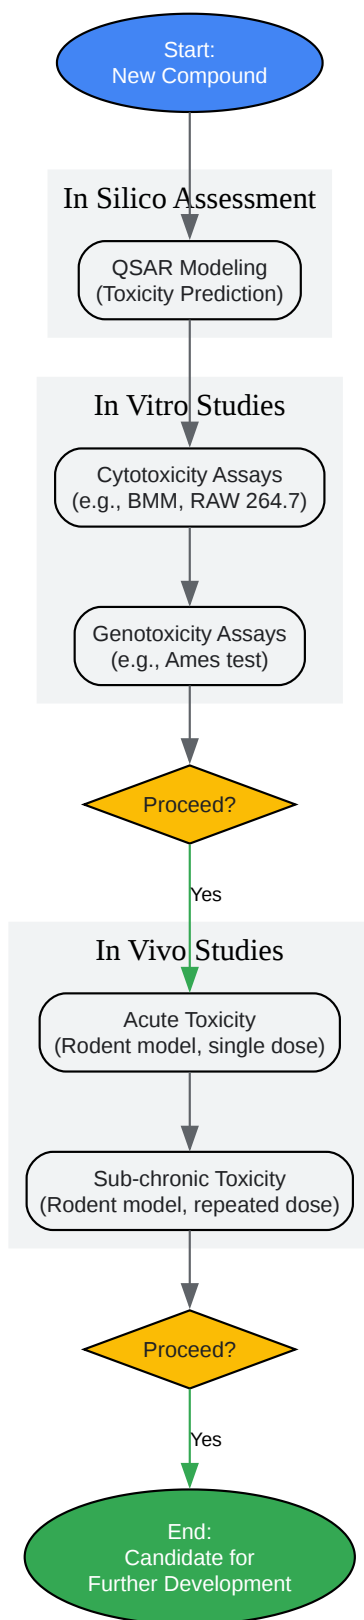 Start:
New Compound
In Silico Assessment
QSAR Modeling
(Toxicity Prediction)
In Vitro Studies
Cytotoxicity Assays
(e.g., BMM, RAW 264.7)
Genotoxicity Assays
(e.g., Ames test)
Proceed?
Yes
In Vivo Studies
Acute Toxicity
(Rodent model, single dose)
Sub-chronic Toxicity
(Rodent model, repeated dose)
Proceed?
Yes
End:
Candidate for
Further Development